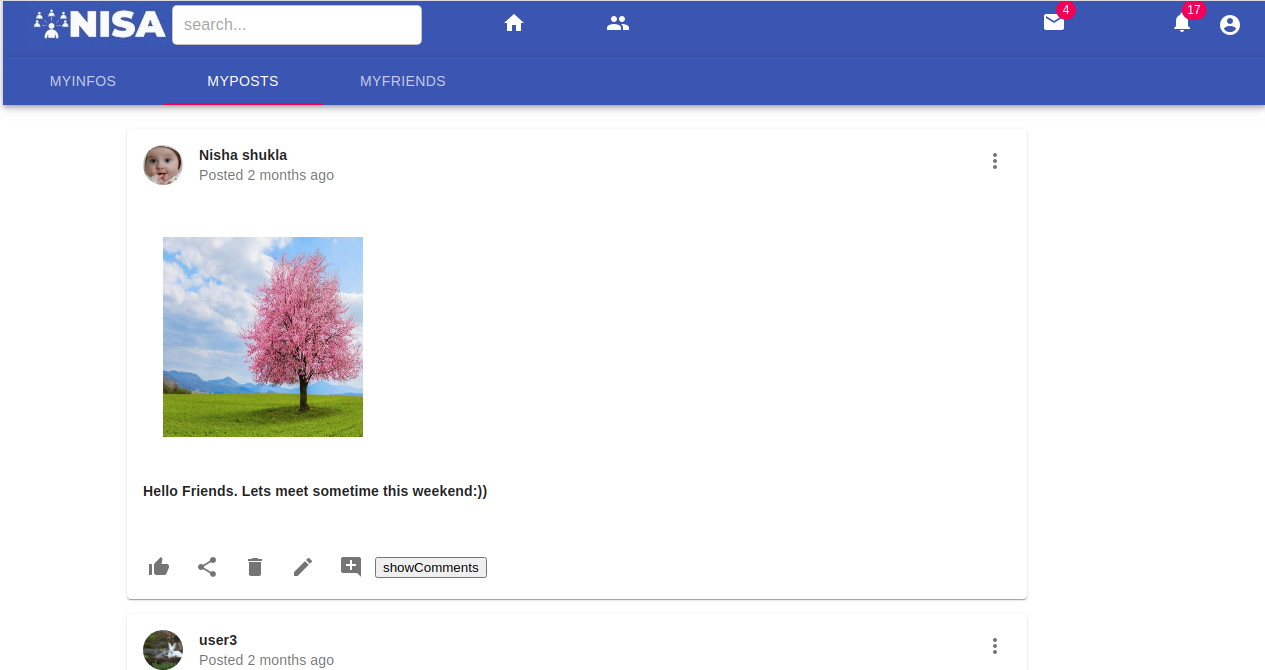 NISA
search...
4
17
MYINFOS
MYPOSTS
MYFRIENDS
Nisha shukla
Posted 2 months ago
Hello Friends. Lets meet sometime this weekend:))
showComments
user3
Posted 2 months ago